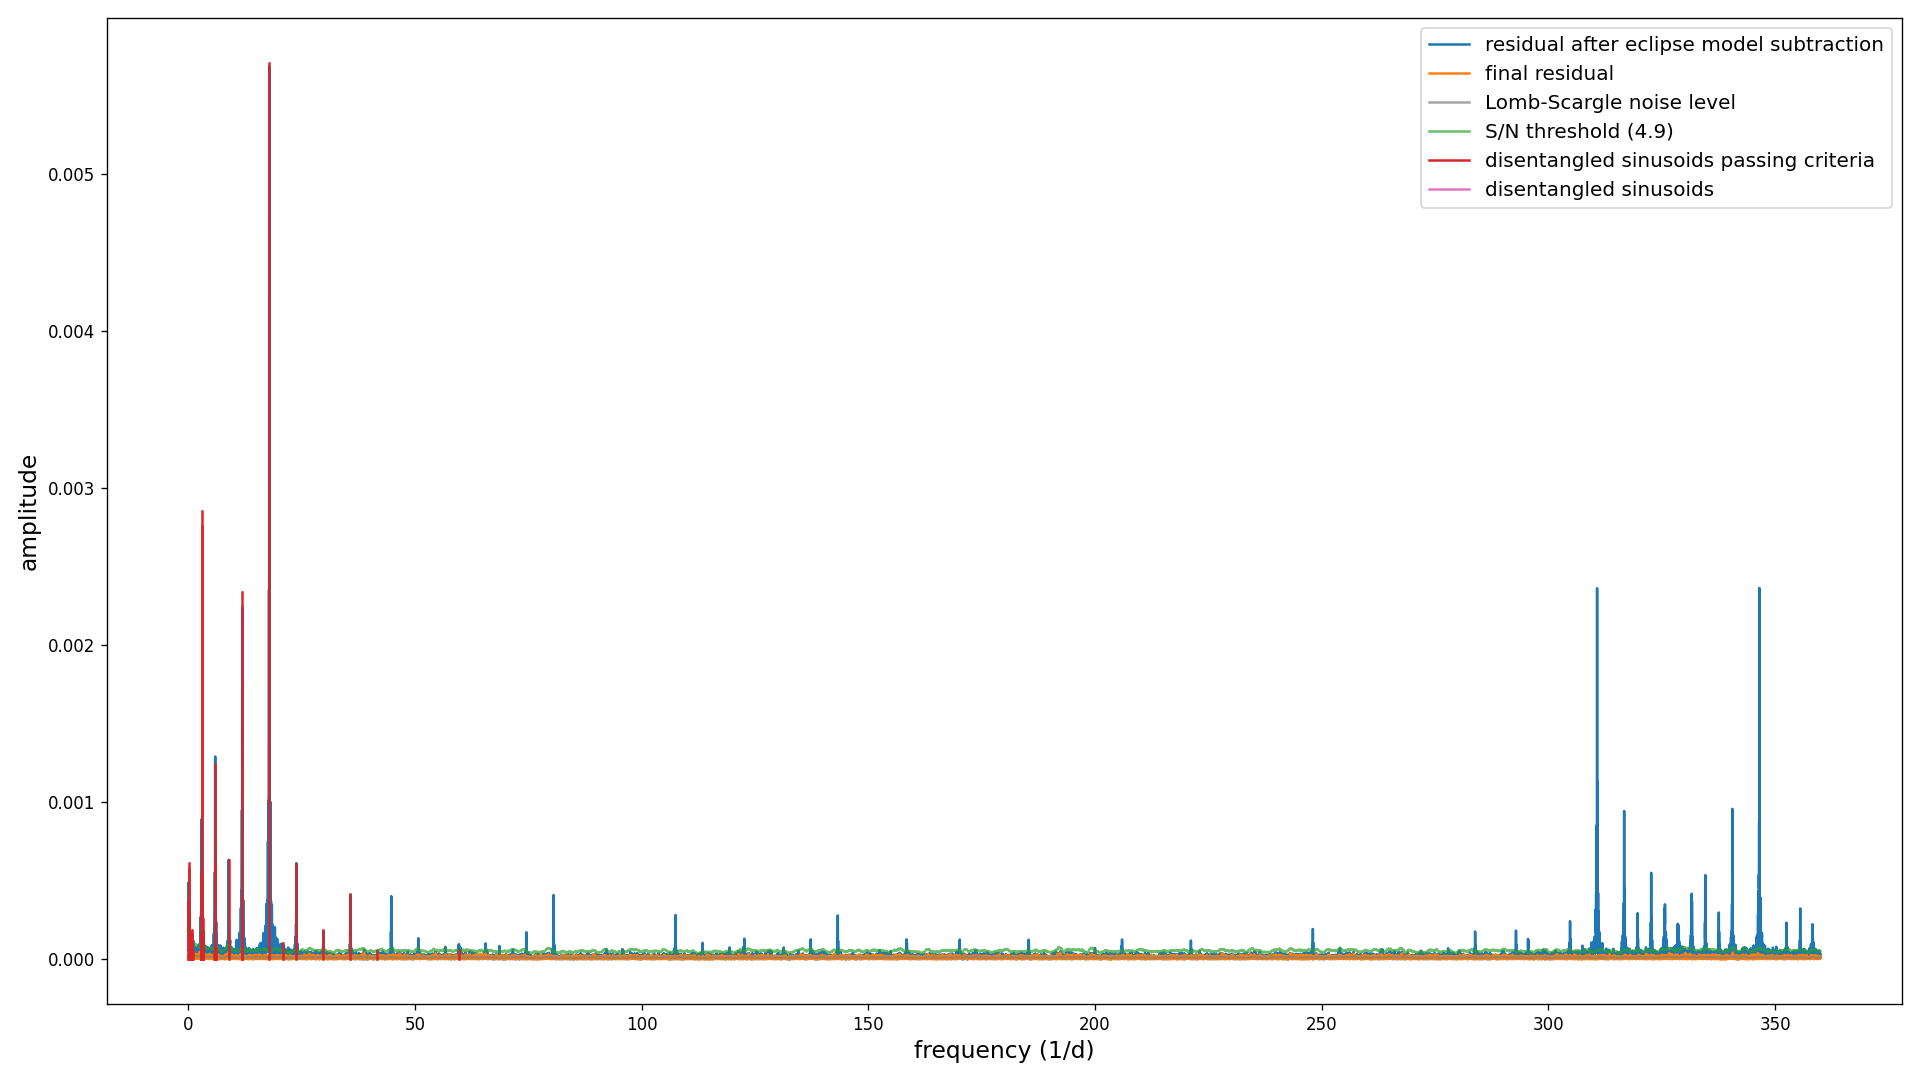 residual after eclipse model subtraction
final residual
Lomb-Scargle noise level
S/N threshold (4.9)
disentangled sinusoids passing criteria
disentangled sinusoids
amplitude
0.005
0.004
0.003
0.002
0.001
0.000
0 50 100 150 200 250 300 350
frequency (1/d)